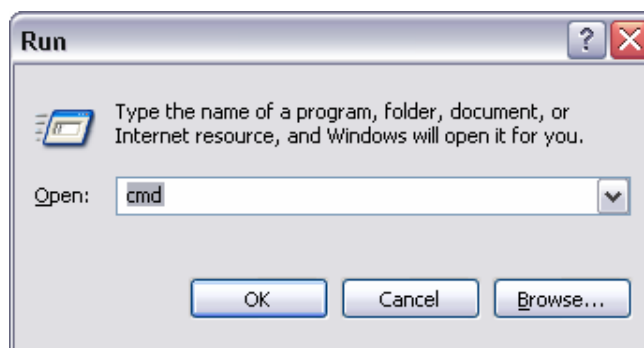 Run
Type the name of a program, folder, document, or
Internet resource, and Windows will open it for you.
Open: cmd
OK Cancel Browse...